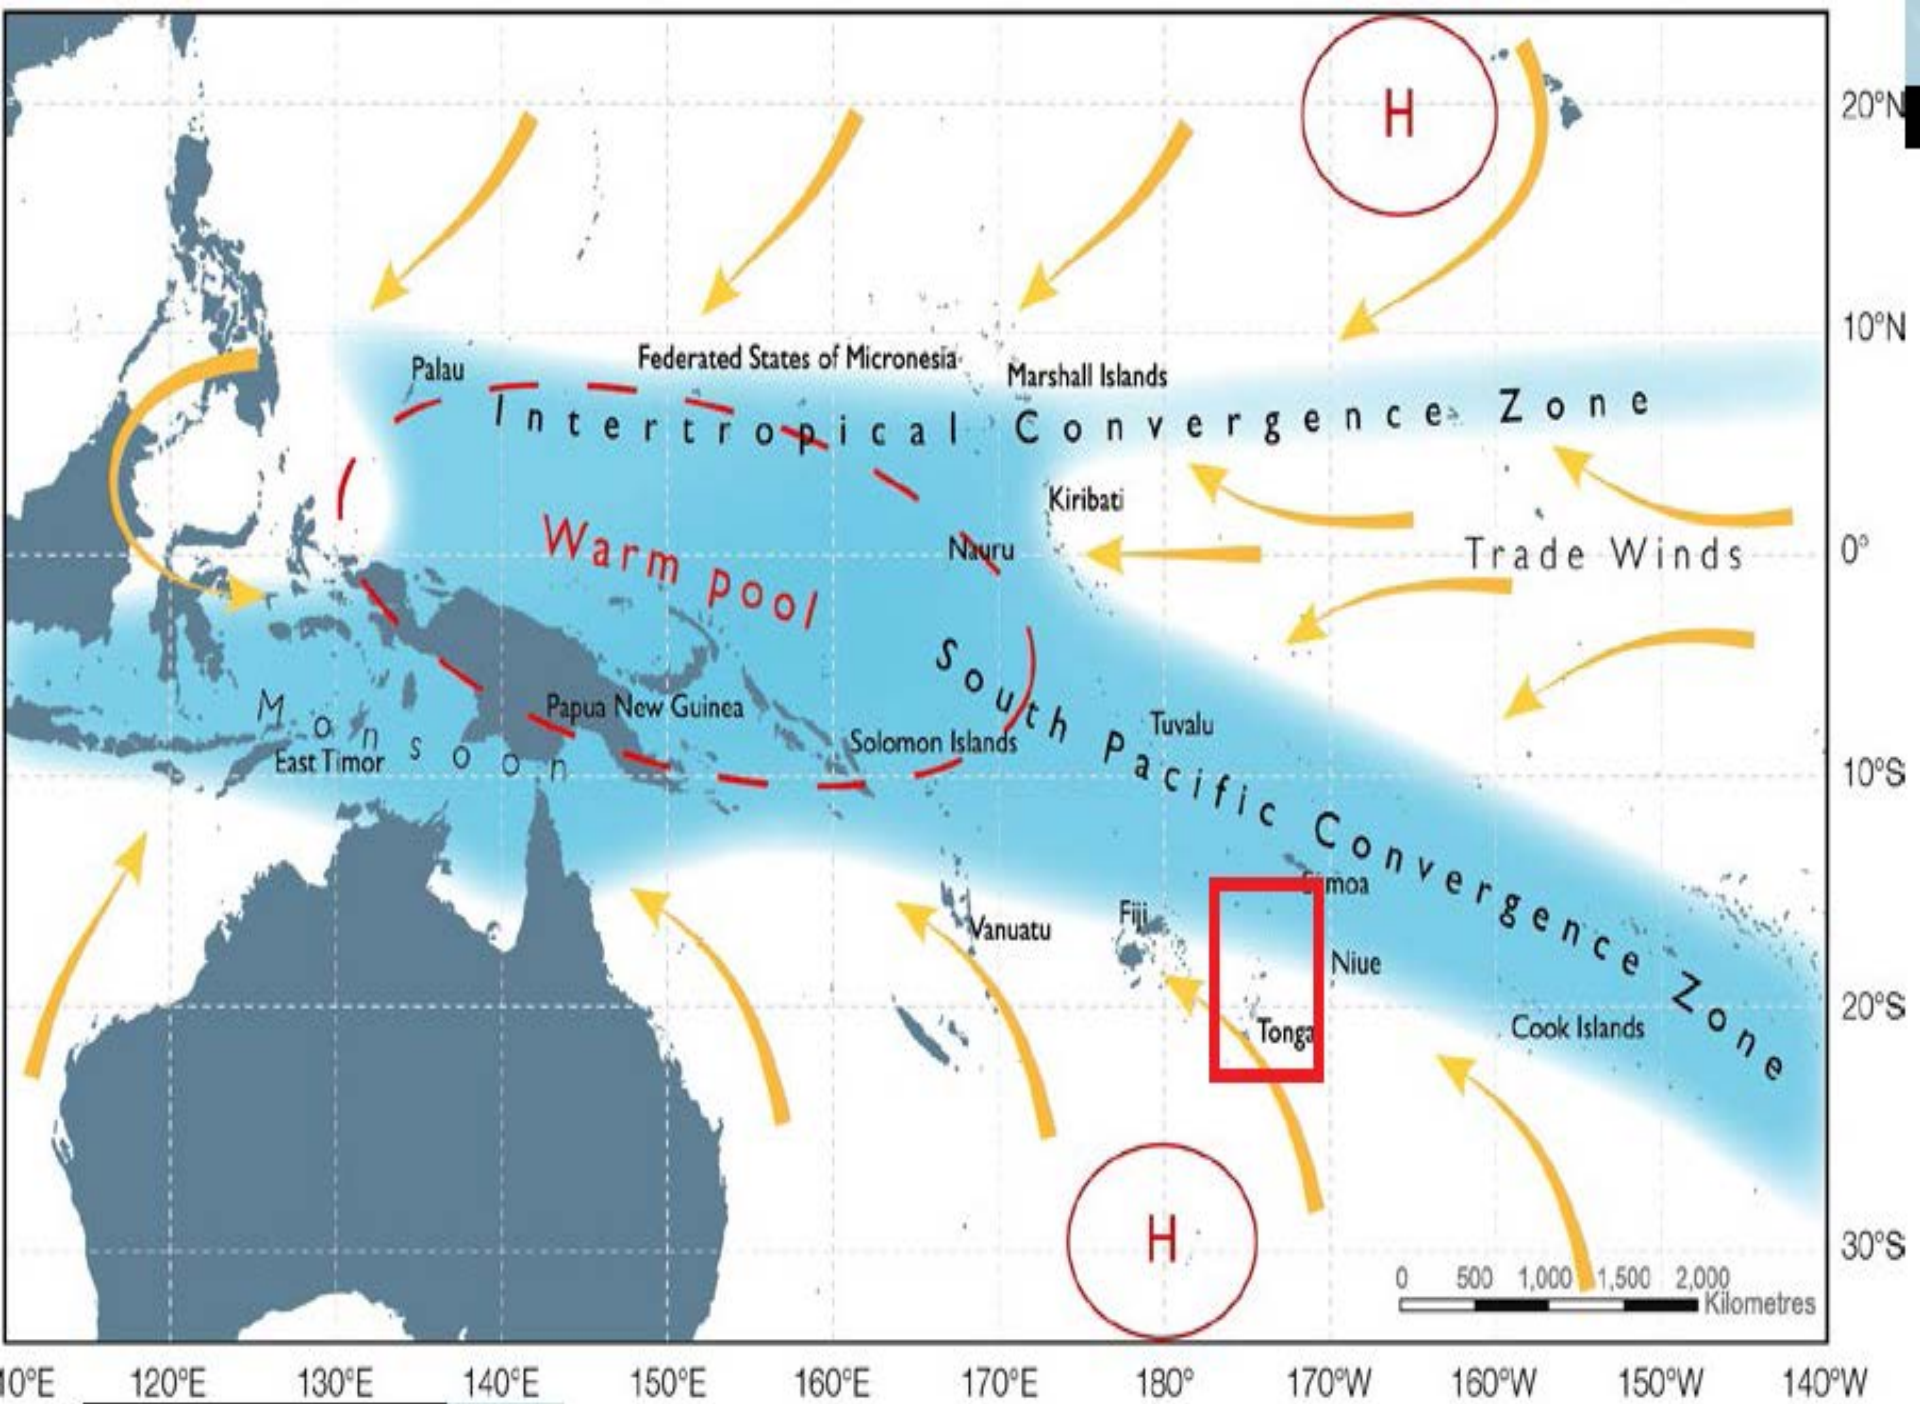 H
20°N
10°N
Palau
Federated States of Micronesia
Marshall Islands
Intertropical Convergence Zone
Kiribati
Warm pool
Nauru
Trade Winds
0°
South Pacific Convergence Zone
Monsoon
Papua New Guinea
East Timor
Solomon Islands
Tuvalu
10°S
Samoa
Fiji
Vanuatu
Niue
20°S
Tonga
Cook Islands
H
30°S
0 500 1,000 1,500 2,000
Kilometres
10°E 120°E 130°E 140°E 150°E 160°E 170°E 180° 170°W 160°W 150°W 140°W